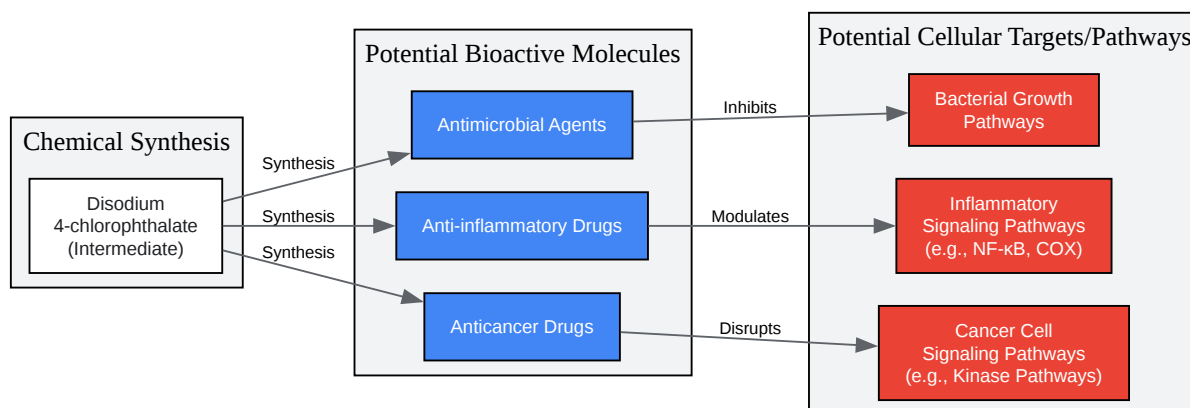 Chemical Synthesis
Disodium
4-chlorophthalate
(Intermediate)
Synthesis
Synthesis
Synthesis
Potential Bioactive Molecules
Antimicrobial Agents
Anti-inflammatory Drugs
Anticancer Drugs
Inhibits
Modulates
Disrupts
Potential Cellular Targets/Pathways
Bacterial Growth
Pathways
Inflammatory
Signaling Pathways
(e.g., NF-κB, COX)
Cancer Cell
Signaling Pathways
(e.g., Kinase Pathways)